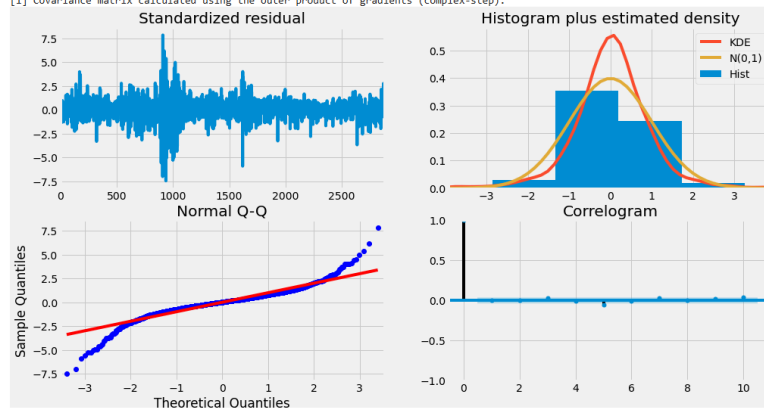 [1] Covariance matrix calculated using the outer product of gradients (complex-step).
Standardized residual
7.5
5.0
2.5
0.0
−2.5
−5.0
−7.5
0 500 1000 1500 2000 2500
Histogram plus estimated density
KDE
N(0,1)
Hist
0.5
0.4
0.3
0.2
0.1
0.0
−3 −2 −1 0 1 2 3
Normal Q-Q
Sample Quantiles
7.5
5.0
2.5
0.0
−2.5
−5.0
−7.5
−3 −2 −1 0 1 2 3
Theoretical Quantiles
Correlogram
1.0
0.5
0.0
−0.5
−1.0
0 2 4 6 8 10